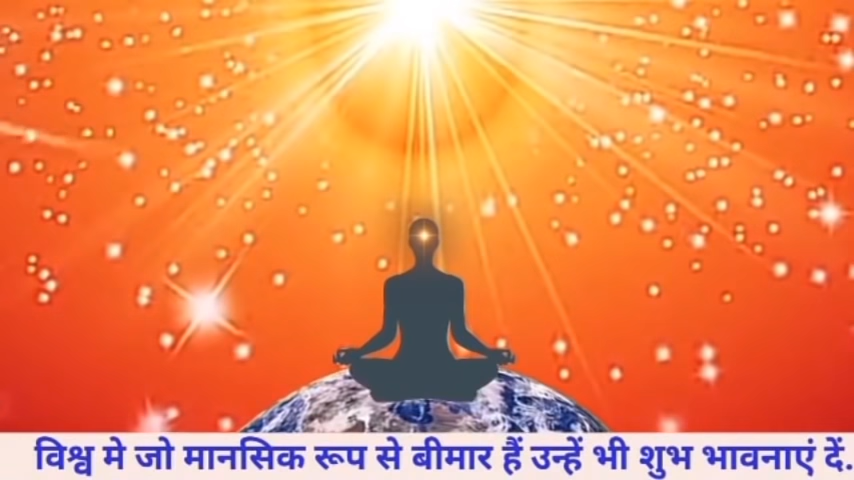 विश्व मे जो मानसिक रूप से बीमार हैं उन्हें भी शुभ भावनाएं दें.